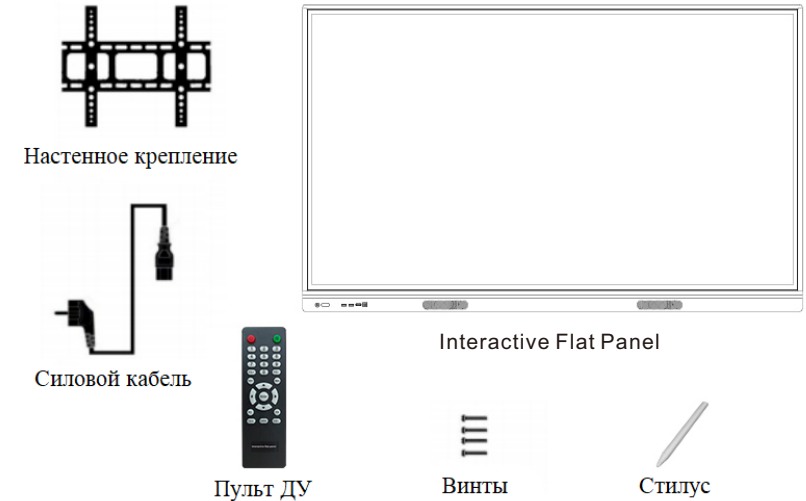 Настенное крепление
Interactive Flat Panel
Силовой кабель
Пульт ДУ
Винты
Стилус